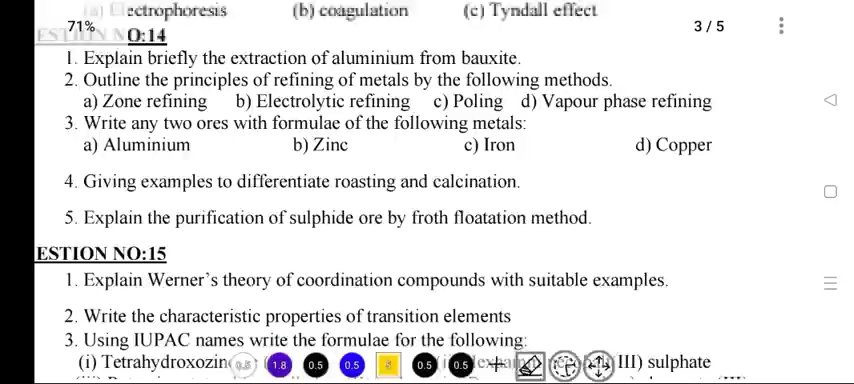 ectrophoresis (b) coagulation (c) Tyndall effect
71% 3 / 5
ESTION NO:14
1. Explain briefly the extraction of aluminium from bauxite.
2. Outline the principles of refining of metals by the following methods.
a) Zone refining b) Electrolytic refining c) Poling d) Vapour phase refining
3. Write any two ores with formulae of the following metals:
a) Aluminium b) Zinc c) Iron d) Copper
4. Giving examples to differentiate roasting and calcination.
5. Explain the purification of sulphide ore by froth floatation method.
ESTION NO:15
1. Explain Werner's theory of coordination compounds with suitable examples.
2. Write the characteristic properties of transition elements
3. Using IUPAC names write the formulae for the following:
(i) Tetrahydroxozin 0.5 1.8 0.5 0.5 8 0.5 0.5 III) sulphate